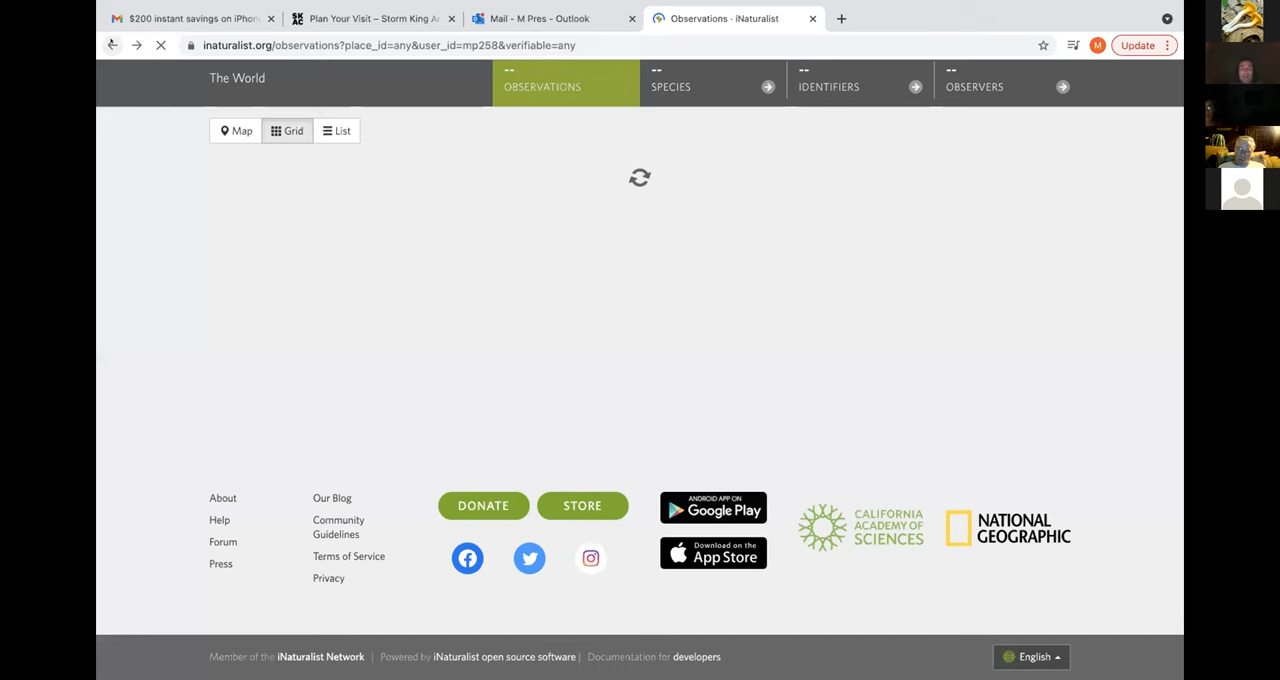 $200 instant savings on iPhon
Plan Your Visit – Storm King Ar
Mail - M Pres - Outlook
Observations · iNaturalist
inaturalist.org/observations?place_id=any&user_id=mp258&verifiable=any
M
Update
The World
--
OBSERVATIONS
--
SPECIES
--
IDENTIFIERS
--
OBSERVERS
Map
Grid
List
About
Help
Forum
Press
Our Blog
Community
Guidelines
Terms of Service
Privacy
DONATE
STORE
ANDROID APP ON
Google Play
Download on the
App Store
CALIFORNIA
ACADEMY OF
SCIENCES
NATIONAL
GEOGRAPHIC
Member of the iNaturalist Network | Powered by iNaturalist open source software | Documentation for developers
English